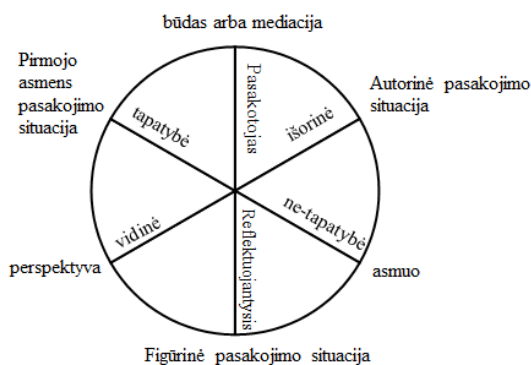 būdas arba mediacija
Pirmojo
asmens
pasakojimo
situacija
Autorinė pasakojimo
situacija
Pasakotojas
tapatybė
išorinė
vidinė
ne-tapatybė
Reflektuojantysis
perspektyva
asmuo
Figūrinė pasakojimo situacija